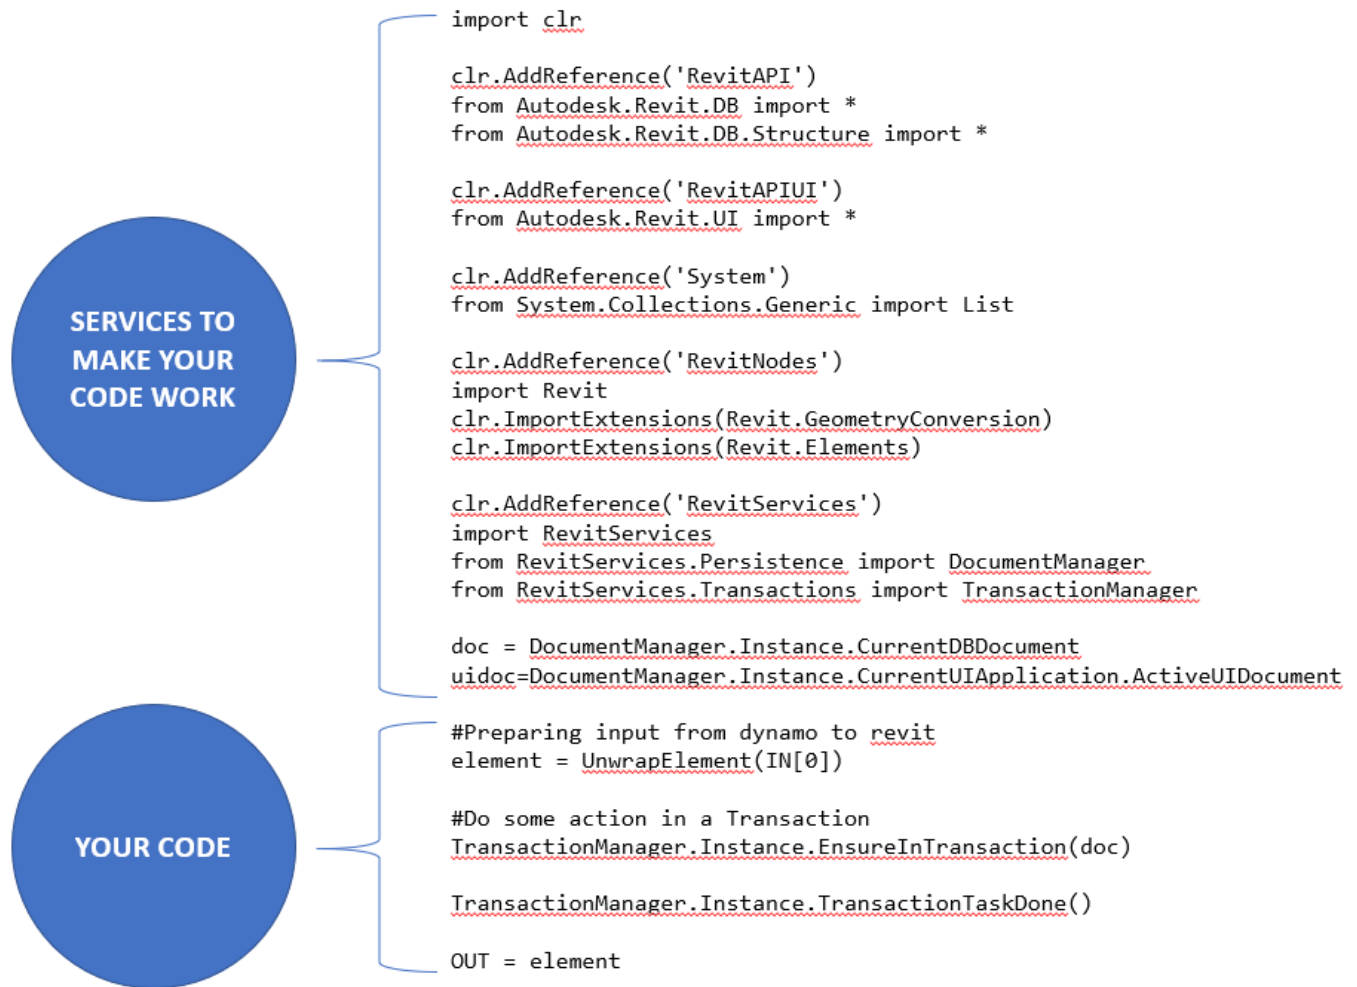 import clr
clr.AddReference('RevitAPI')
from Autodesk.Revit.DB import *
from Autodesk.Revit.DB.Structure import *
clr.AddReference('RevitAPIUI')
from Autodesk.Revit.UI import *
clr.AddReference('System')
from System.Collections.Generic import List
clr.AddReference('RevitNodes')
import Revit
clr.ImportExtensions(Revit.GeometryConversion)
clr.ImportExtensions(Revit.Elements)
clr.AddReference('RevitServices')
import RevitServices
from RevitServices.Persistence import DocumentManager
from RevitServices.Transactions import TransactionManager
doc = DocumentManager.Instance.CurrentDBDocument
uidoc=DocumentManager.Instance.CurrentUIApplication.ActiveUIDocument
SERVICES TO
MAKE YOUR
CODE WORK
#Preparing input from dynamo to revit
element = UnwrapElement(IN[0])
#Do some action in a Transaction
TransactionManager.Instance.EnsureInTransaction(doc)
TransactionManager.Instance.TransactionTaskDone()
OUT = element
YOUR CODE